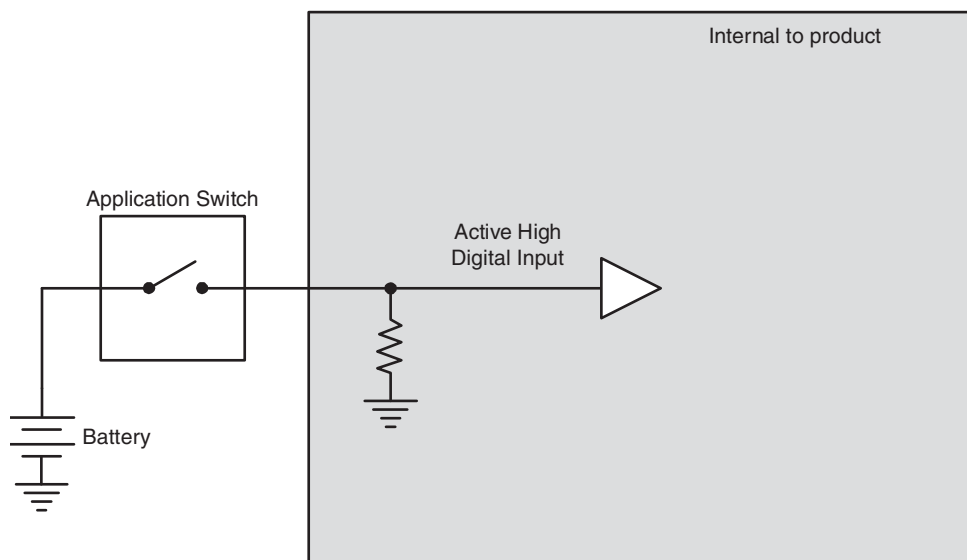 Internal to product
Application Switch
Active High
Digital Input
Battery